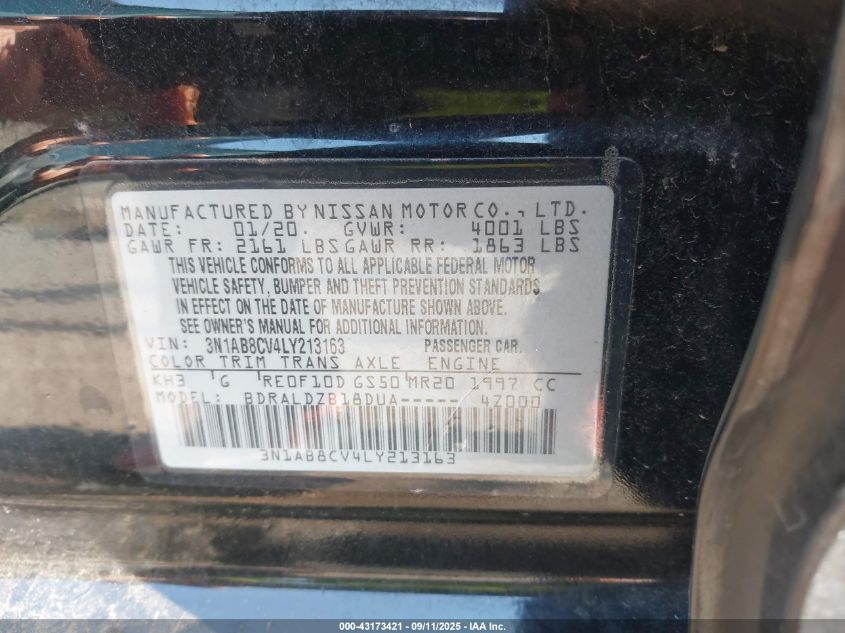 MANUFACTURED BY NISSAN MOTOR CO., LTD.
DATE: 01/20. GVWR: 4001 LBS
GAWR FR: 2161 LBS GAWR RR: 1863 LBS
THIS VEHICLE CONFORMS TO ALL APPLICABLE FEDERAL MOTOR
VEHICLE SAFETY, BUMPER AND THEFT PREVENTION STANDARDS
IN EFFECT ON THE DATE OF MANUFACTURE SHOWN ABOVE.
SEE OWNER'S MANUAL FOR ADDITIONAL INFORMATION.
VIN: 3N1AB8CV4LY213163 PASSENGER CAR.
COLOR TRIM TRANS AXLE ENGINE
KH3 G RE0F10D GS50 MR20 1997 CC
MODEL: BDRALDZB18DUA----- 4Z000
3N1AB8CV4LY213163
000-43173421 - 09/11/2025 - IAA Inc.